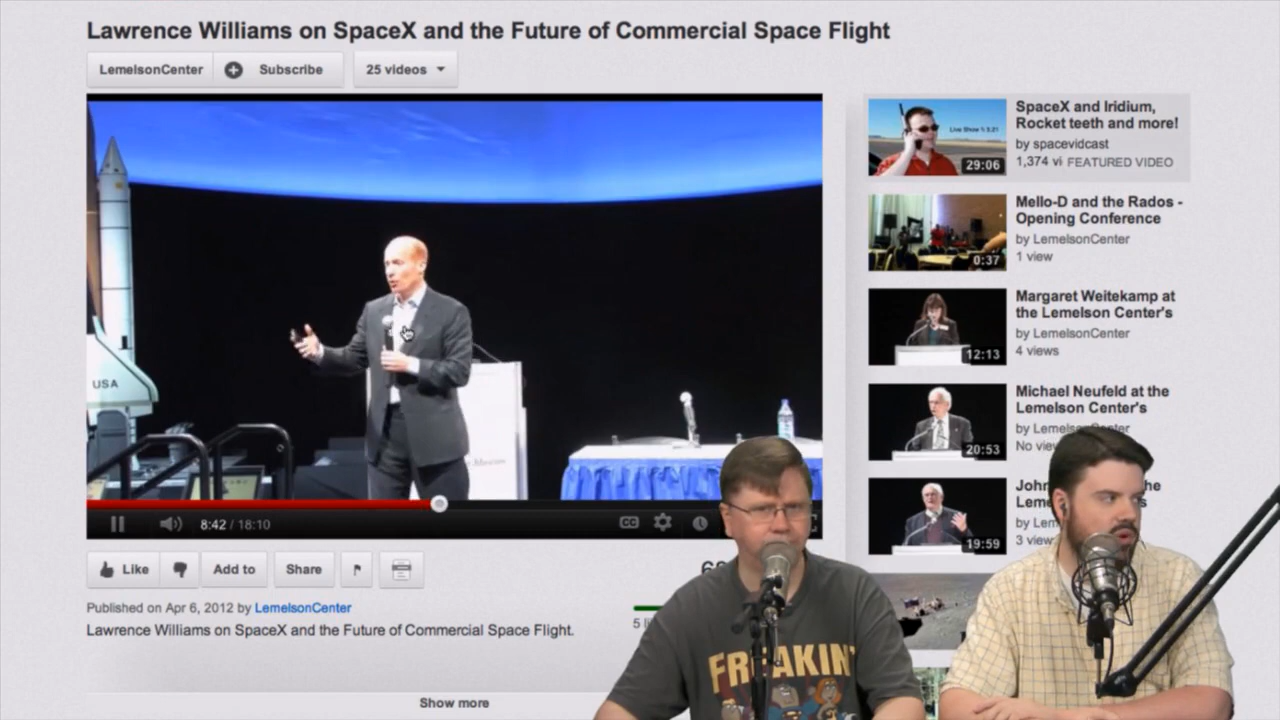 Lawrence Williams on SpaceX and the Future of Commercial Space Flight
LemelsonCenter
Subscribe
25 videos
USA
8:42 / 18:10
CC
Like
Add to
Share
Published on Apr 6, 2012 by LemelsonCenter
Lawrence Williams on SpaceX and the Future of Commercial Space Flight.
Show more
Live Show
29:06
SpaceX and Iridium,
Rocket teeth and more!
by spacevidcast
1,374 vi FEATURED VIDEO
0:37
Mello-D and the Rados -
Opening Conference
by LemelsonCenter
1 view
12:13
Margaret Weitekamp at
the Lemelson Center's
by LemelsonCenter
4 views
20:53
Michael Neufeld at the
Lemelson Center's
by
No
19:59
he
by
3
FREAKIN'